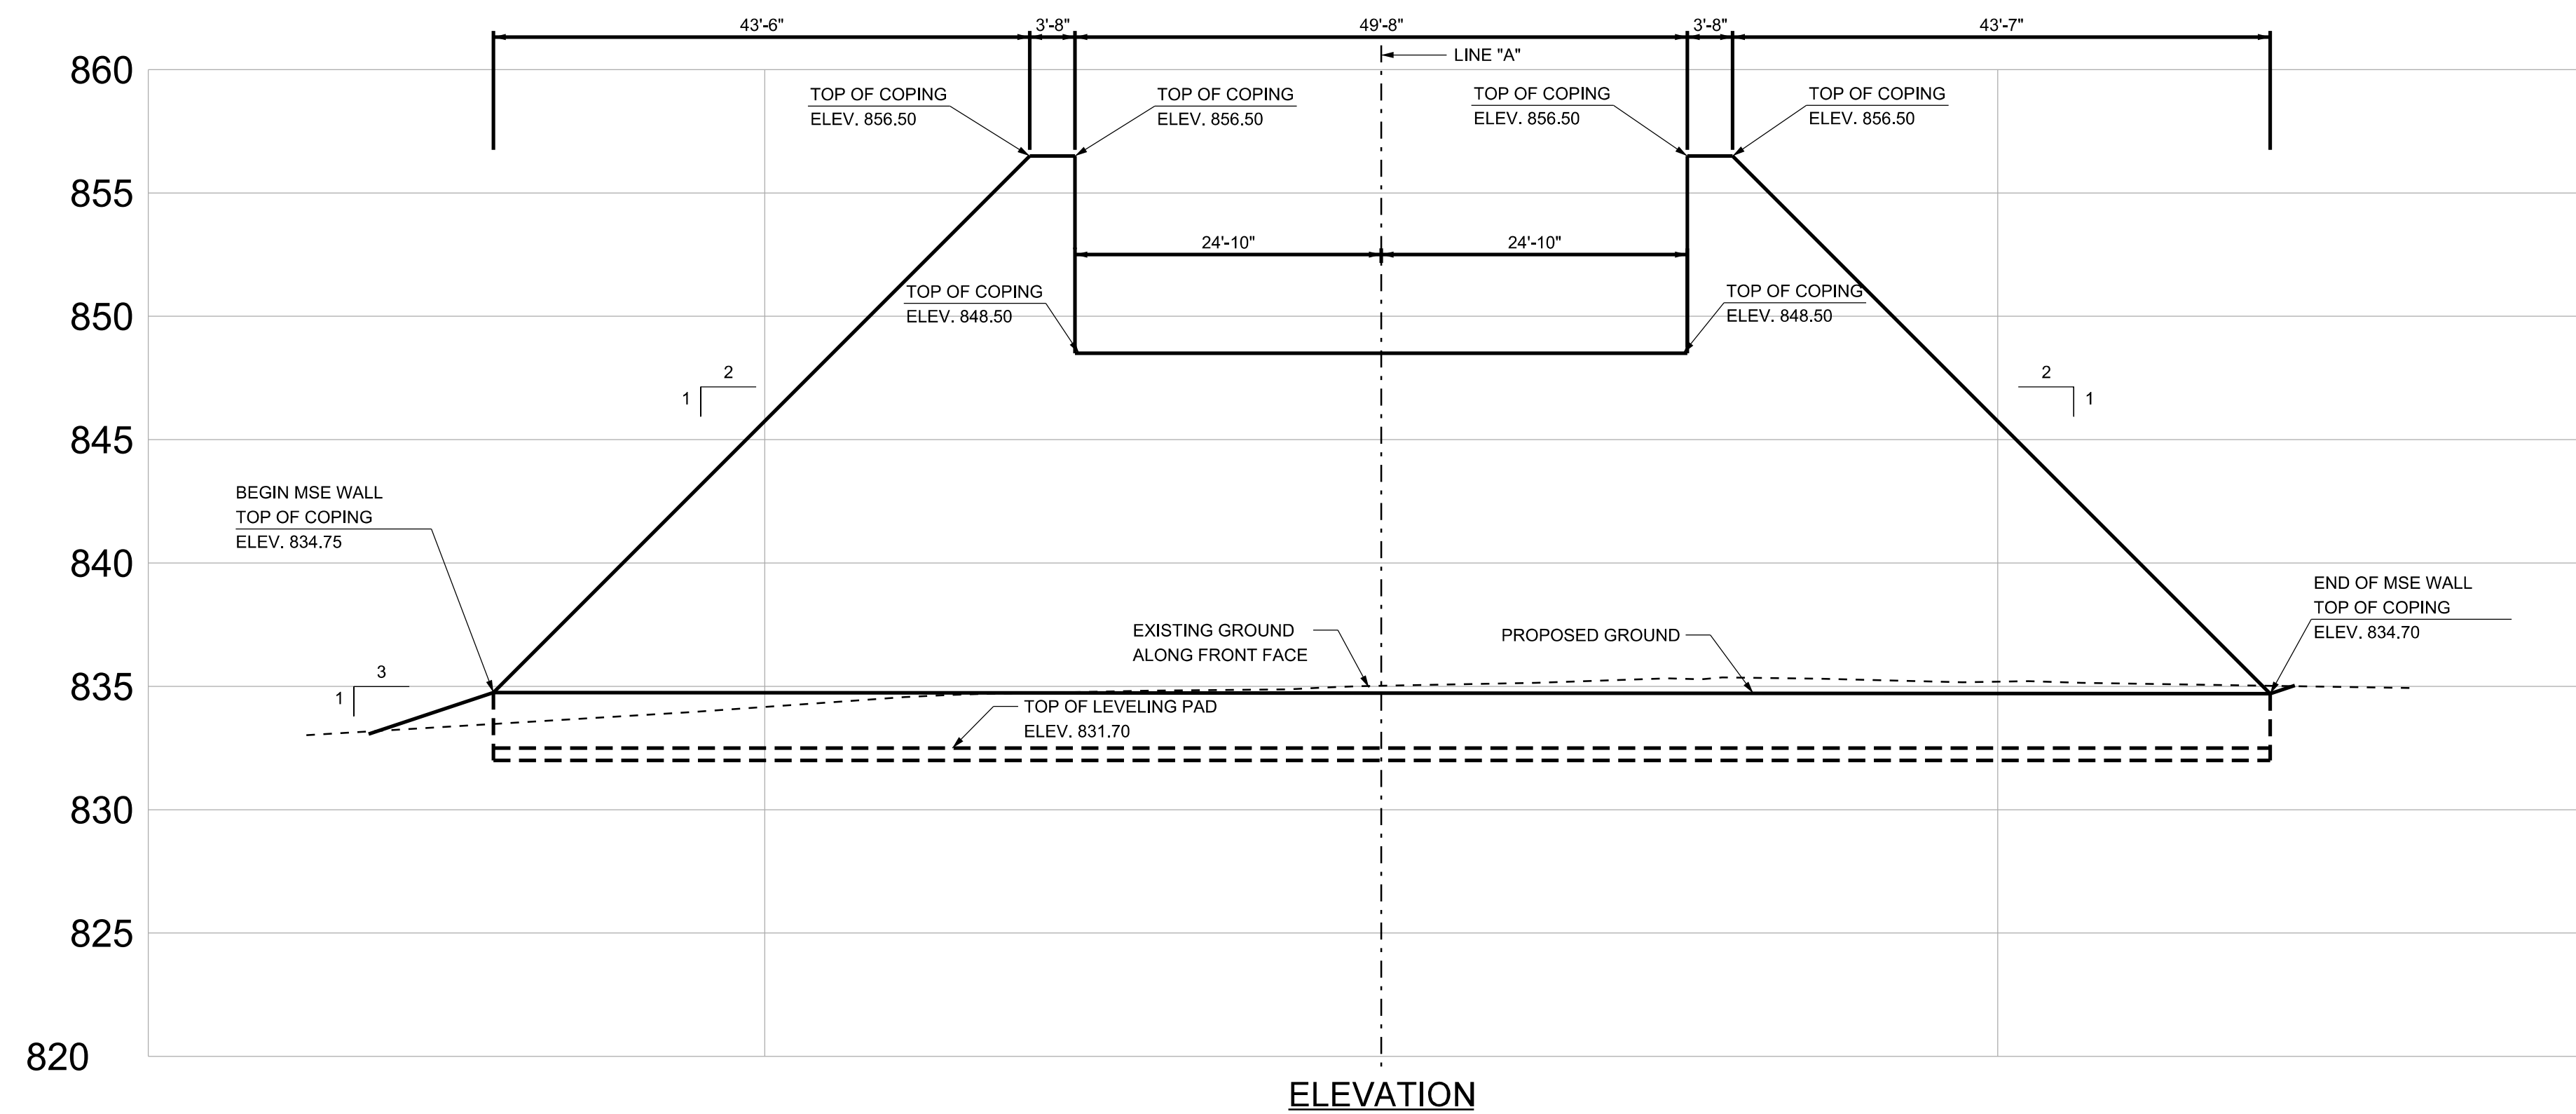 43'-6"
3'-8"
49'-8"
3'-8"
43'-7"
LINE "A"
860
TOP OF COPING
ELEV. 856.50
TOP OF COPING
ELEV. 856.50
TOP OF COPING
ELEV. 856.50
TOP OF COPING
ELEV. 856.50
855
24'-10"
24'-10"
TOP OF COPING
ELEV. 848.50
TOP OF COPING
ELEV. 848.50
850
2
1
2
1
845
BEGIN MSE WALL
TOP OF COPING
ELEV. 834.75
840
END OF MSE WALL
TOP OF COPING
ELEV. 834.70
EXISTING GROUND
ALONG FRONT FACE
PROPOSED GROUND
3
1
835
TOP OF LEVELING PAD
ELEV. 831.70
830
825
820
ELEVATION